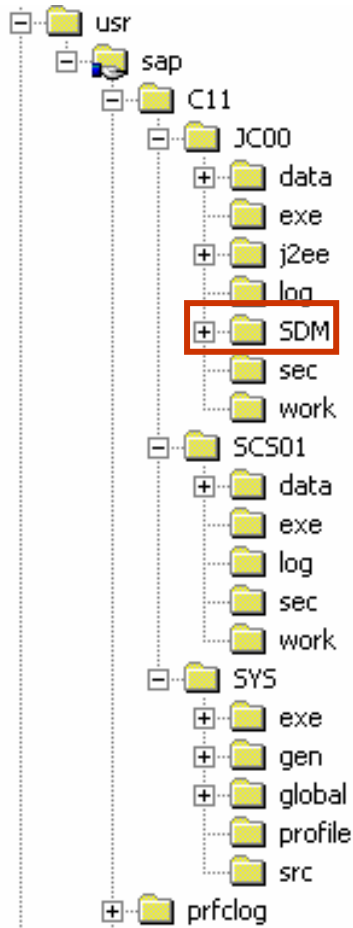 usr
sap
C11
JC00
data
exe
j2ee
log
SDM
sec
work
SCS01
data
exe
log
sec
work
SYS
exe
gen
global
profile
src
prfclog